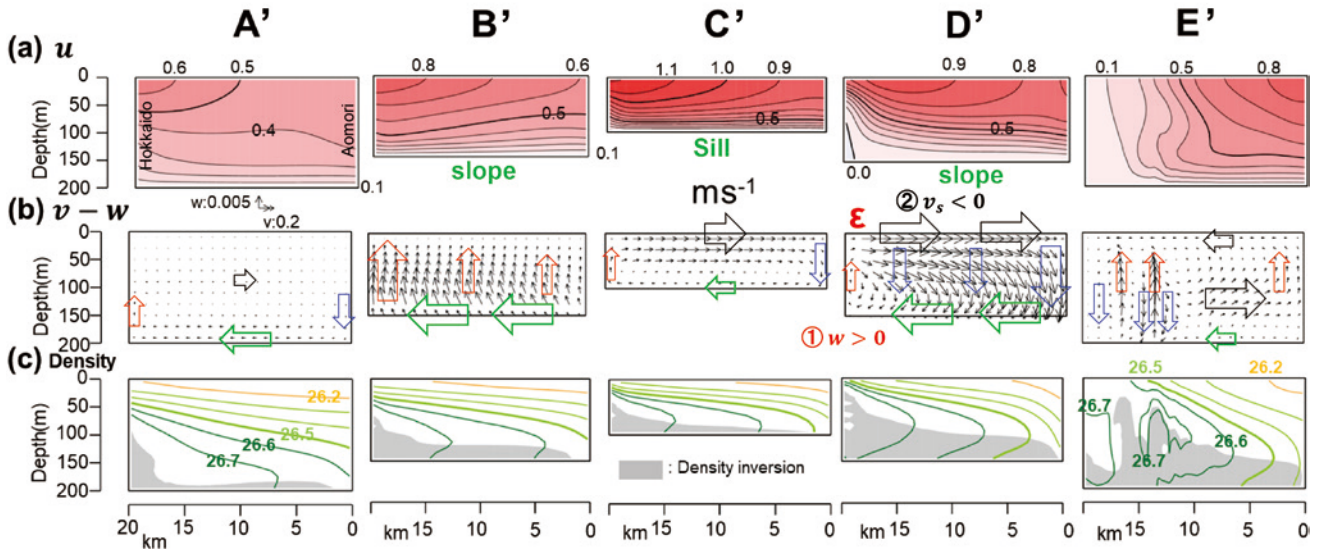 A’ B’ C’ D’ E’
(a) u
0.6 0.5 0.8 0.6 1.1 1.0 0.9 0.9 0.8 0.1 0.5 0.8
0
50
100
150
200
Depth(m)
Hokkaido
Aomori
0.4
0.1
0.5
0.1
slope
0.5
Sill
0.5
0.0
slope
(b) v − w
w:0.005
v:0.2
ms-1
② vs < 0
ε
0
50
100
150
200
Depth(m)
① w > 0
(c) Density
0
50
100
150
200
Depth(m)
26.2
26.5
26.6
26.7
: Density inversion
26.5 26.2
26.7
26.7
26.6
20 15 10 5 0 15 10 5 0 15 10 5 0 15 10 5 0 15 10 5 0
km km km km km